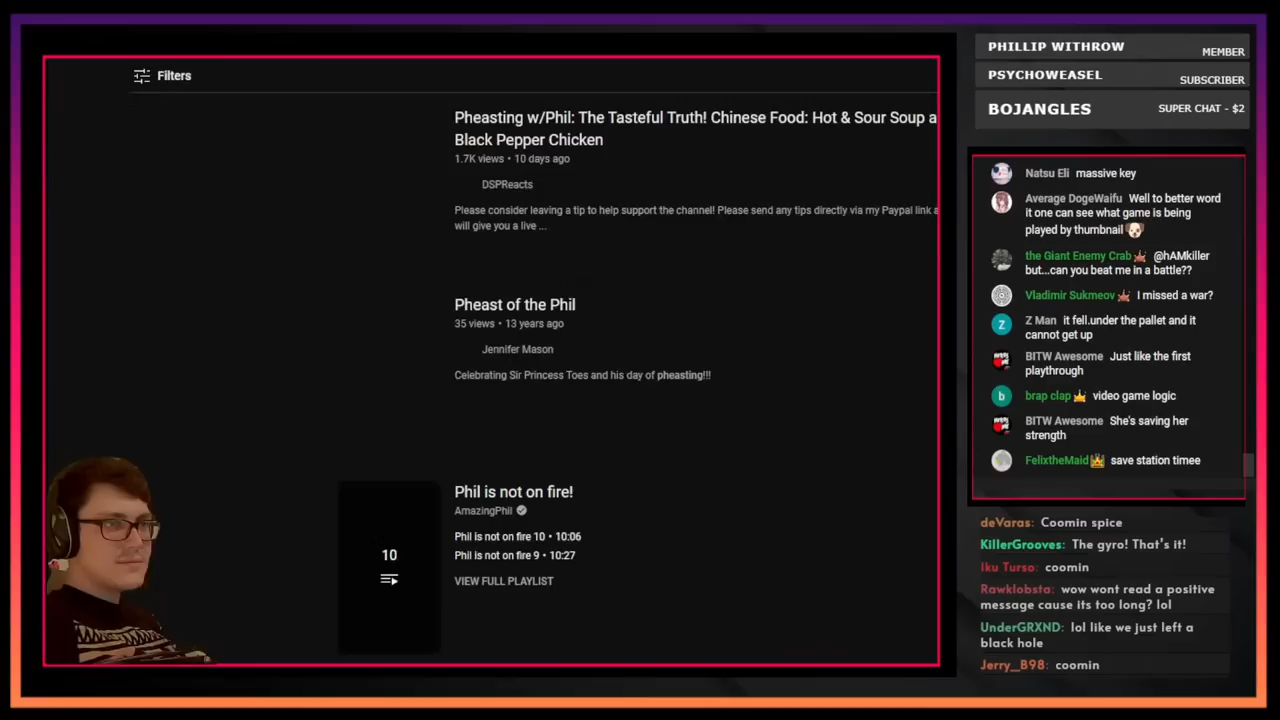 Filters
Pheasting w/Phil: The Tasteful Truth! Chinese Food: Hot & Sour Soup a
Black Pepper Chicken
1.7K views • 10 days ago
DSPReacts
Please consider leaving a tip to help support the channel! Please send any tips directly via my Paypal link a
will give you a live ...
Pheast of the Phil
35 views • 13 years ago
Jennifer Mason
Celebrating Sir Princess Toes and his day of pheasting!!!
10
Phil is not on fire!
AmazingPhil
Phil is not on fire 10 • 10:06
Phil is not on fire 9 • 10:27
VIEW FULL PLAYLIST
PHILLIP WITHROW MEMBER
PSYCHOWEASEL SUBSCRIBER
BOJANGLES SUPER CHAT - $2
Natsu Eli massive key
Average DogeWaifu Well to better word
it one can see what game is being
played by thumbnail
the Giant Enemy Crab @hAMkiller
but...can you beat me in a battle??
Vladimir Sukmeov I missed a war?
Z
Z Man it fell.under the pallet and it
cannot get up
BITW Awesome Just like the first
playthrough
b
brap clap video game logic
BITW Awesome She's saving her
strength
FelixtheMaid save station timee
deVaras: Coomin spice
KillerGrooves: The gyro! That's it!
Iku Turso: coomin
Rawklobsta: wow wont read a positive
message cause its too long? lol
UnderGRXND: lol like we just left a
black hole
Jerry_B98: coomin